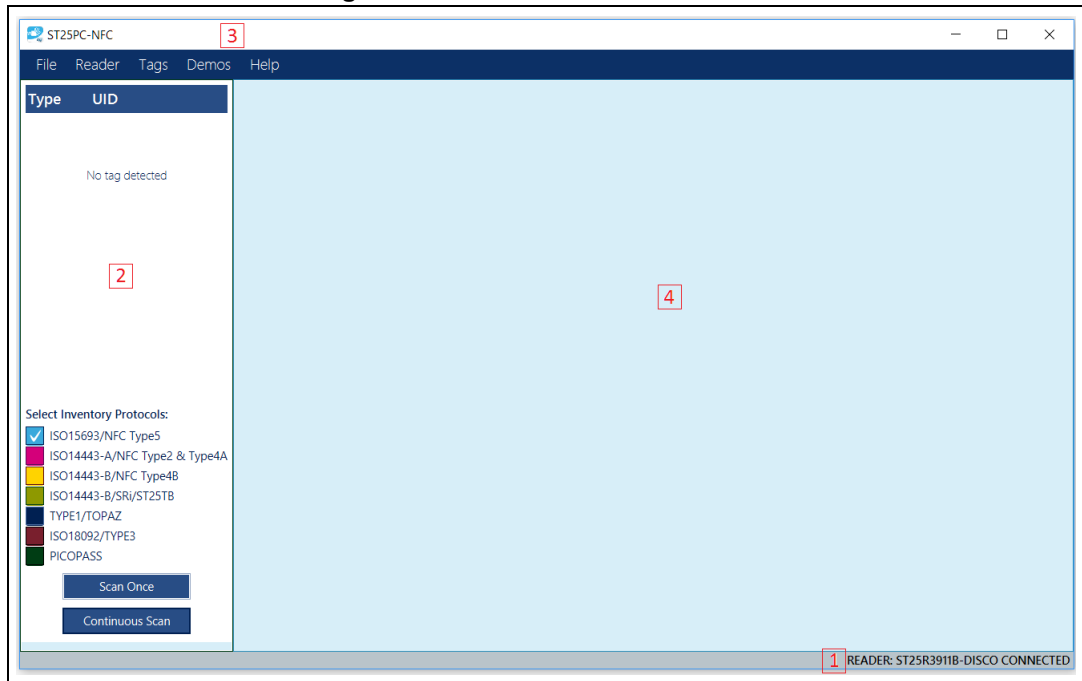 ST25PC-NFC 3
File Reader Tags Demos Help
Type UID
No tag detected
2
4
Select Inventory Protocols:
ISO15693/NFC Type5
ISO14443-A/NFC Type2 & Type4A
ISO14443-B/NFC Type4B
ISO14443-B/SRi/ST25TB
TYPE1/TOPAZ
ISO18092/TYPE3
PICOPASS
Scan Once
Continuous Scan
1 READER: ST25R3911B-DISCO CONNECTED